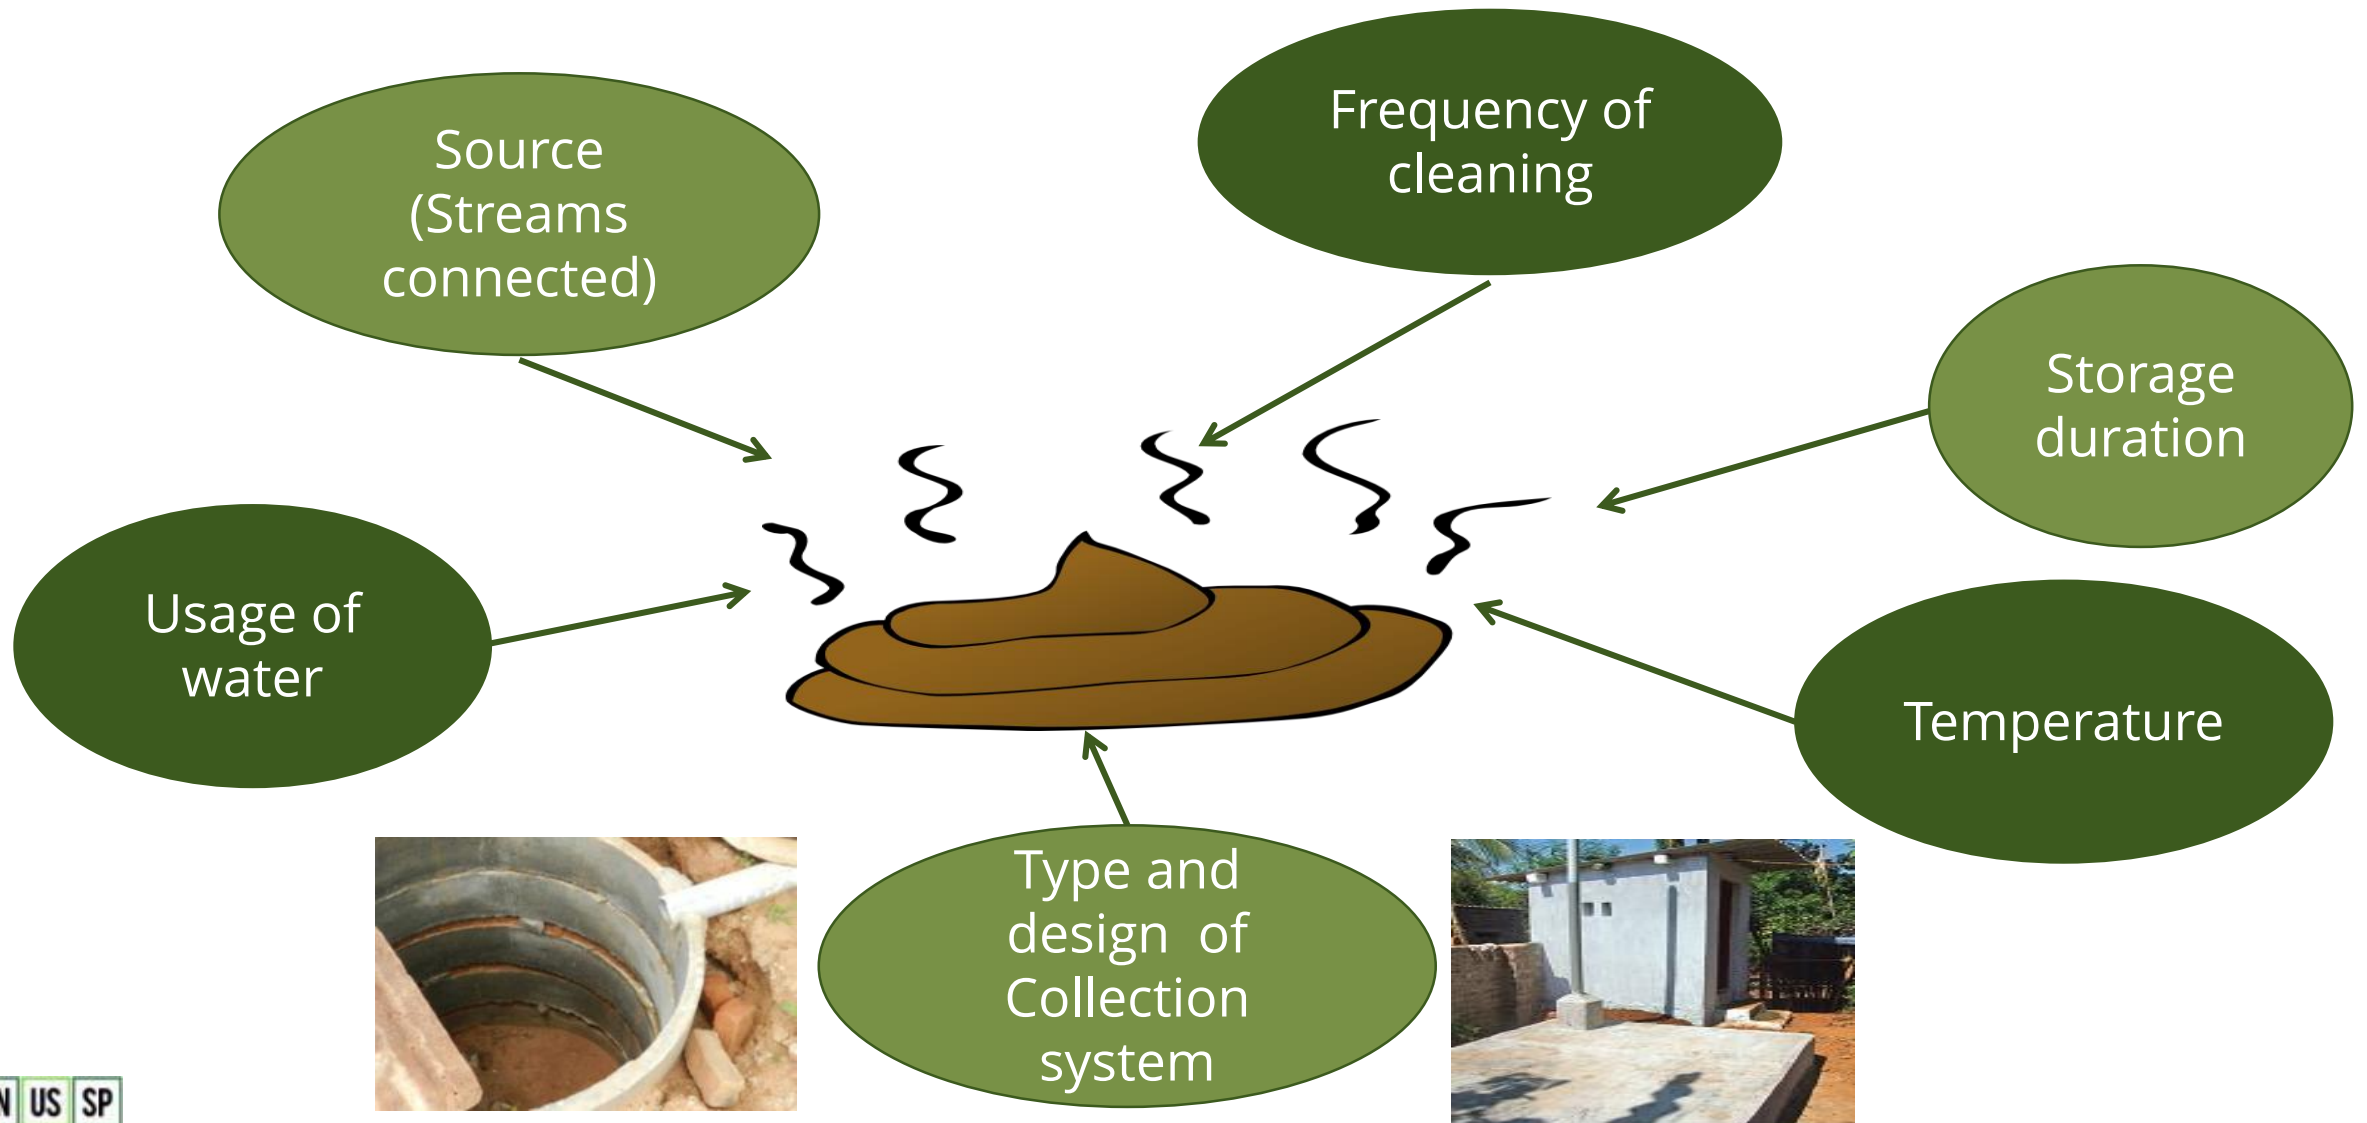 Frequency of
cleaning
Source
(Streams
connected)
Storage
duration
Usage of
water
Temperature
Type and
design of
Collection
system
N US SP